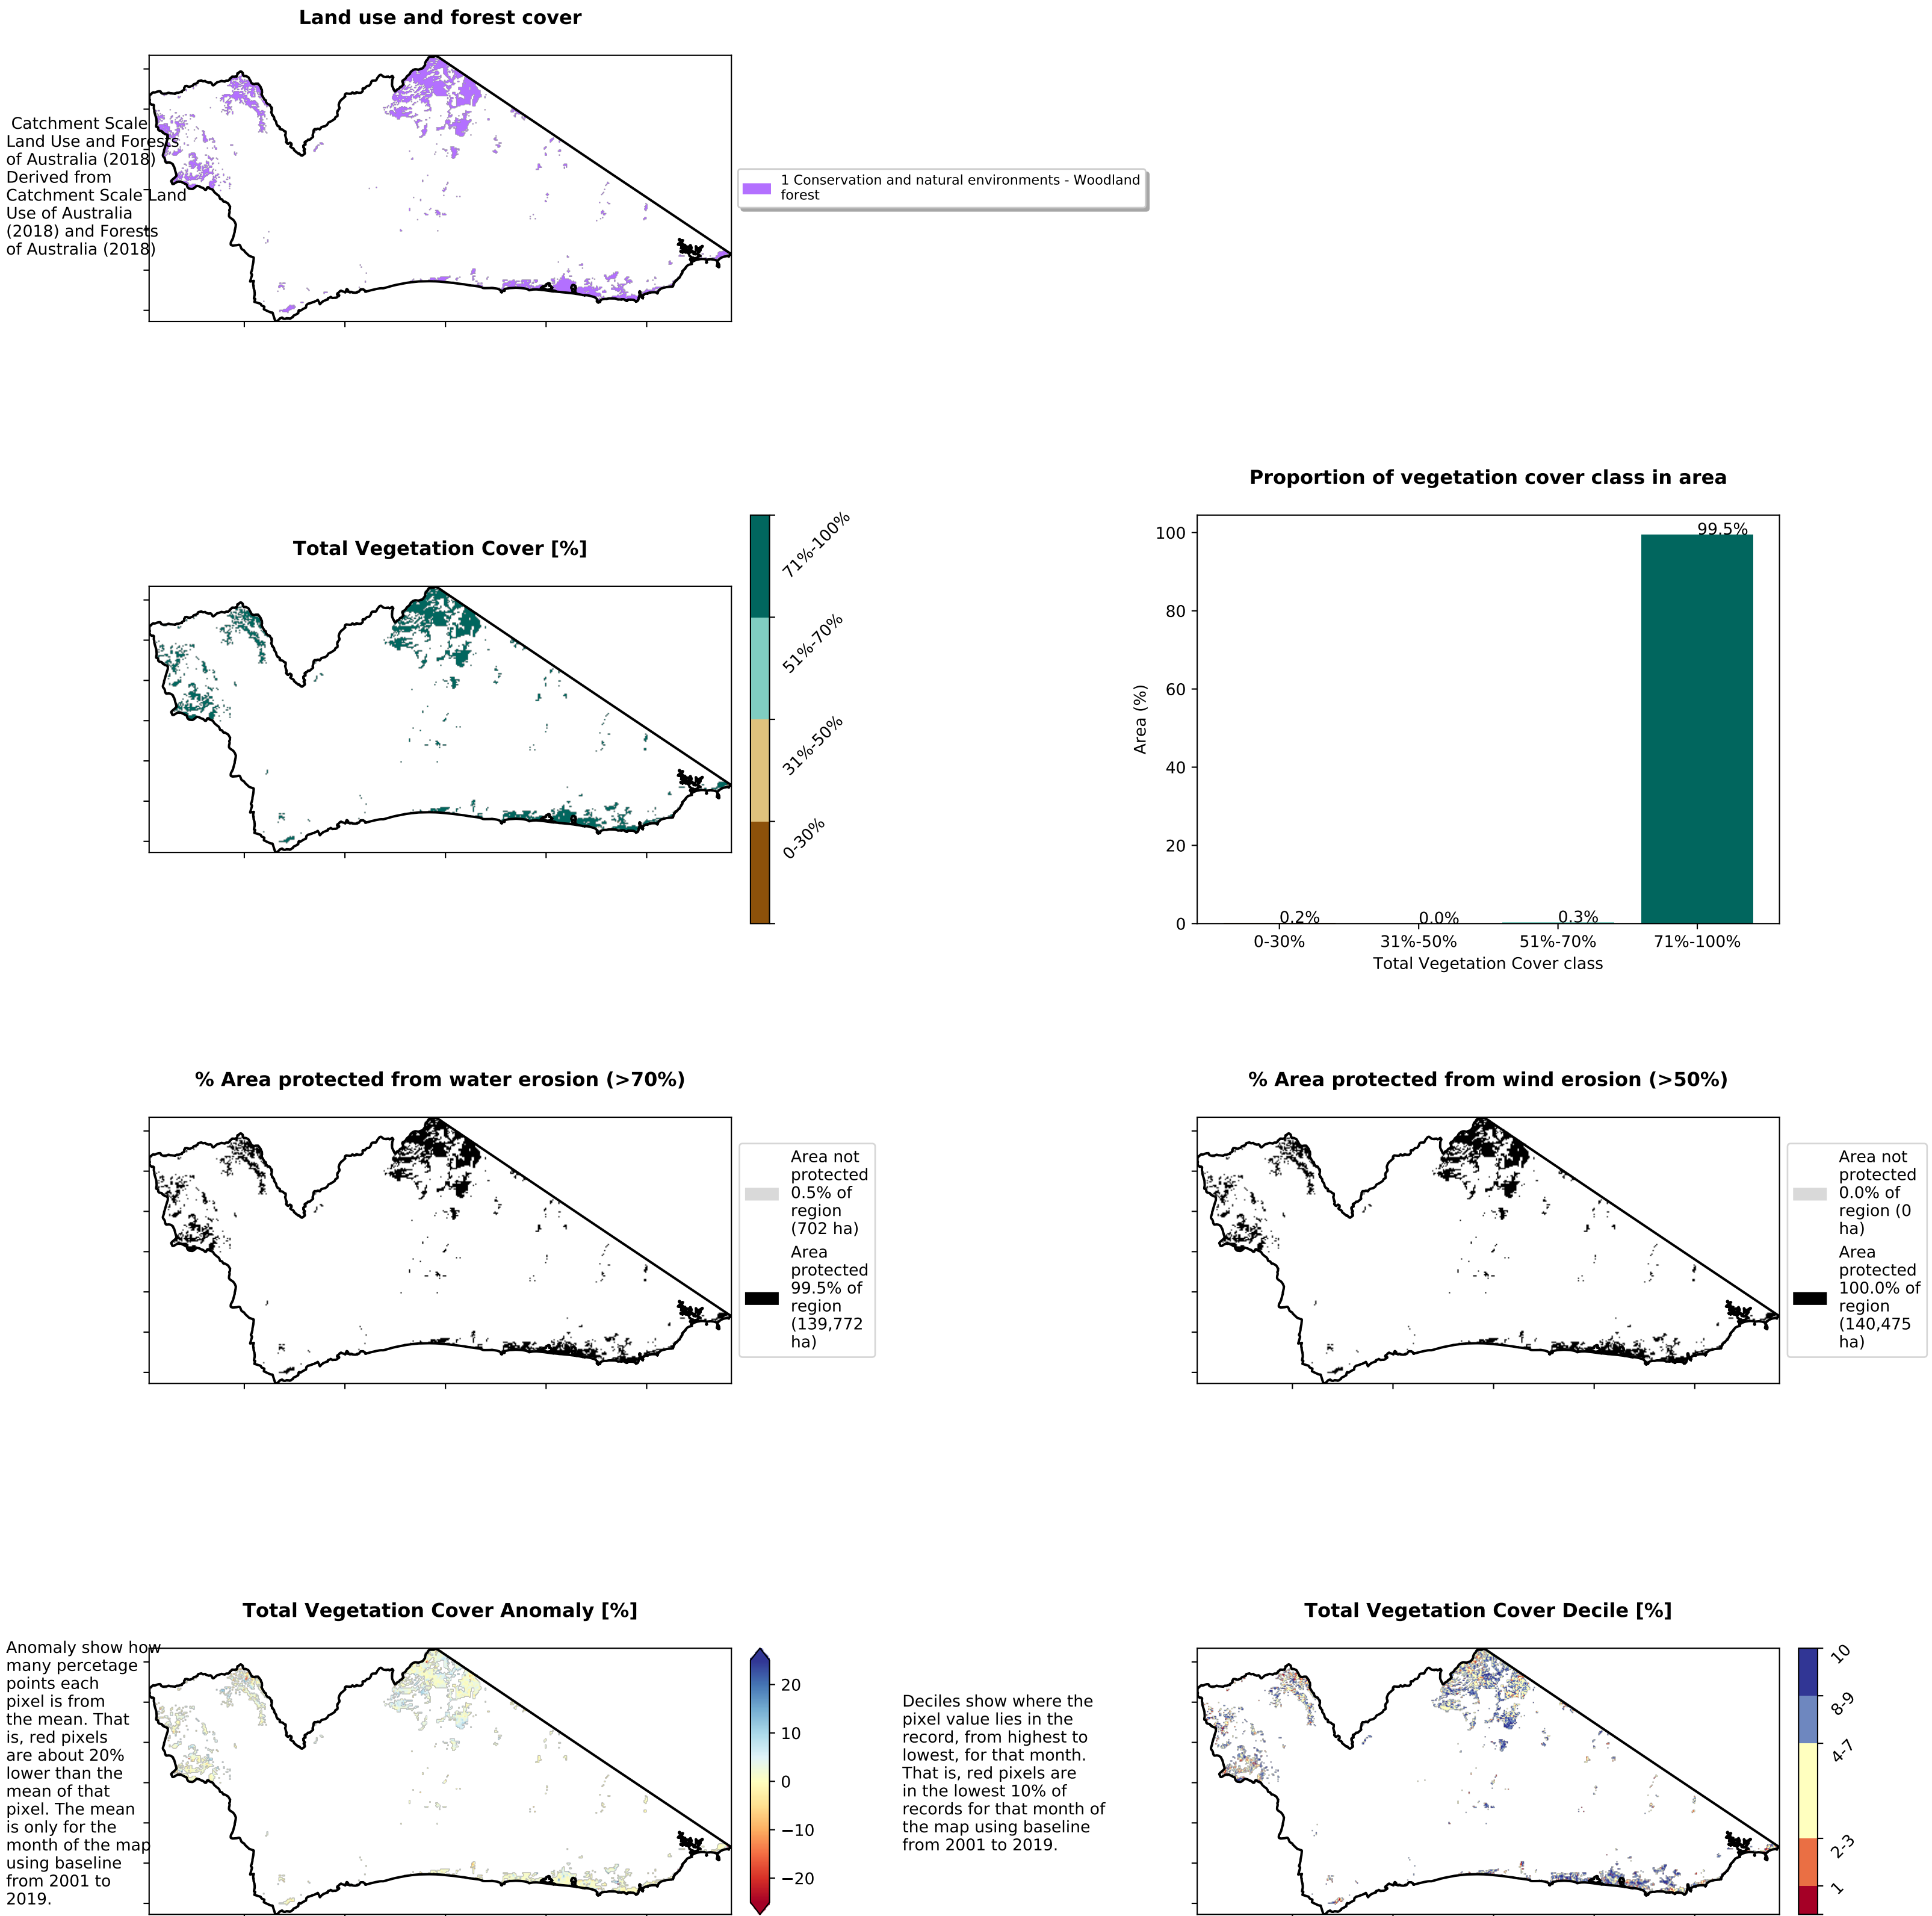 Land use and forest cover
Catchment Scale
Land Use and Forests
of Australia (2018)
Derived from
Catchment Scale Land
Use of Australia
(2018) and Forests
of Australia (2018)
1 Conservation and natural environments - Woodland
forest
Total Vegetation Cover [%]
71%-100%
51%-70%
31%-50%
0-30%
Proportion of vegetation cover class in area
100
80
60
40
20
0
Area (%)
99.5%
0.2%
0.0%
0.3%
0-30%
31%-50%
51%-70%
71%-100%
Total Vegetation Cover class
% Area protected from water erosion (>70%)
Area not
protected
0.5% of
region
(702 ha)
Area
protected
99.5% of
region
(139,772
ha)
% Area protected from wind erosion (>50%)
Area not
protected
0.0% of
region (0
ha)
Area
protected
100.0% of
region
(140,475
ha)
Total Vegetation Cover Anomaly [%]
Anomaly show how
many percetage
points each
pixel is from
the mean. That
is, red pixels
are about 20%
lower than the
mean of that
pixel. The mean
is only for the
month of the map
using baseline
from 2001 to
2019.
20
10
0
−10
−20
Total Vegetation Cover Decile [%]
Deciles show where the
pixel value lies in the
record, from highest to
lowest, for that month.
That is, red pixels are
in the lowest 10% of
records for that month of
the map using baseline
from 2001 to 2019.
10
8-9
4-7
2-3
1